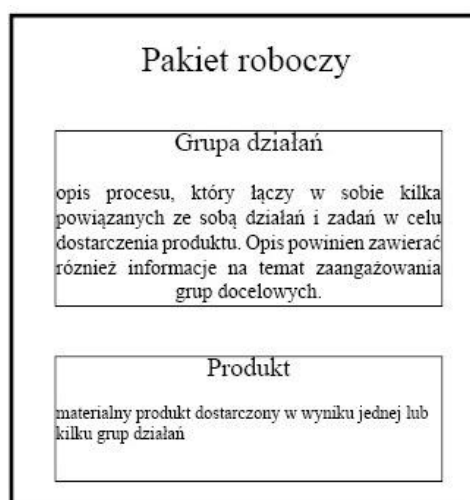 Pakiet roboczy
Grupa działań
opis procesu, który łączy w sobie kilka
powiązanych ze sobą działań i zadań w celu
dostarczenia produktu. Opis powinien zawierać
róznież informacje na temat zaangażowania
grup docelowych.
Produkt
materialny produkt dostarczony w wyniku jednej lub
kilku grup działań